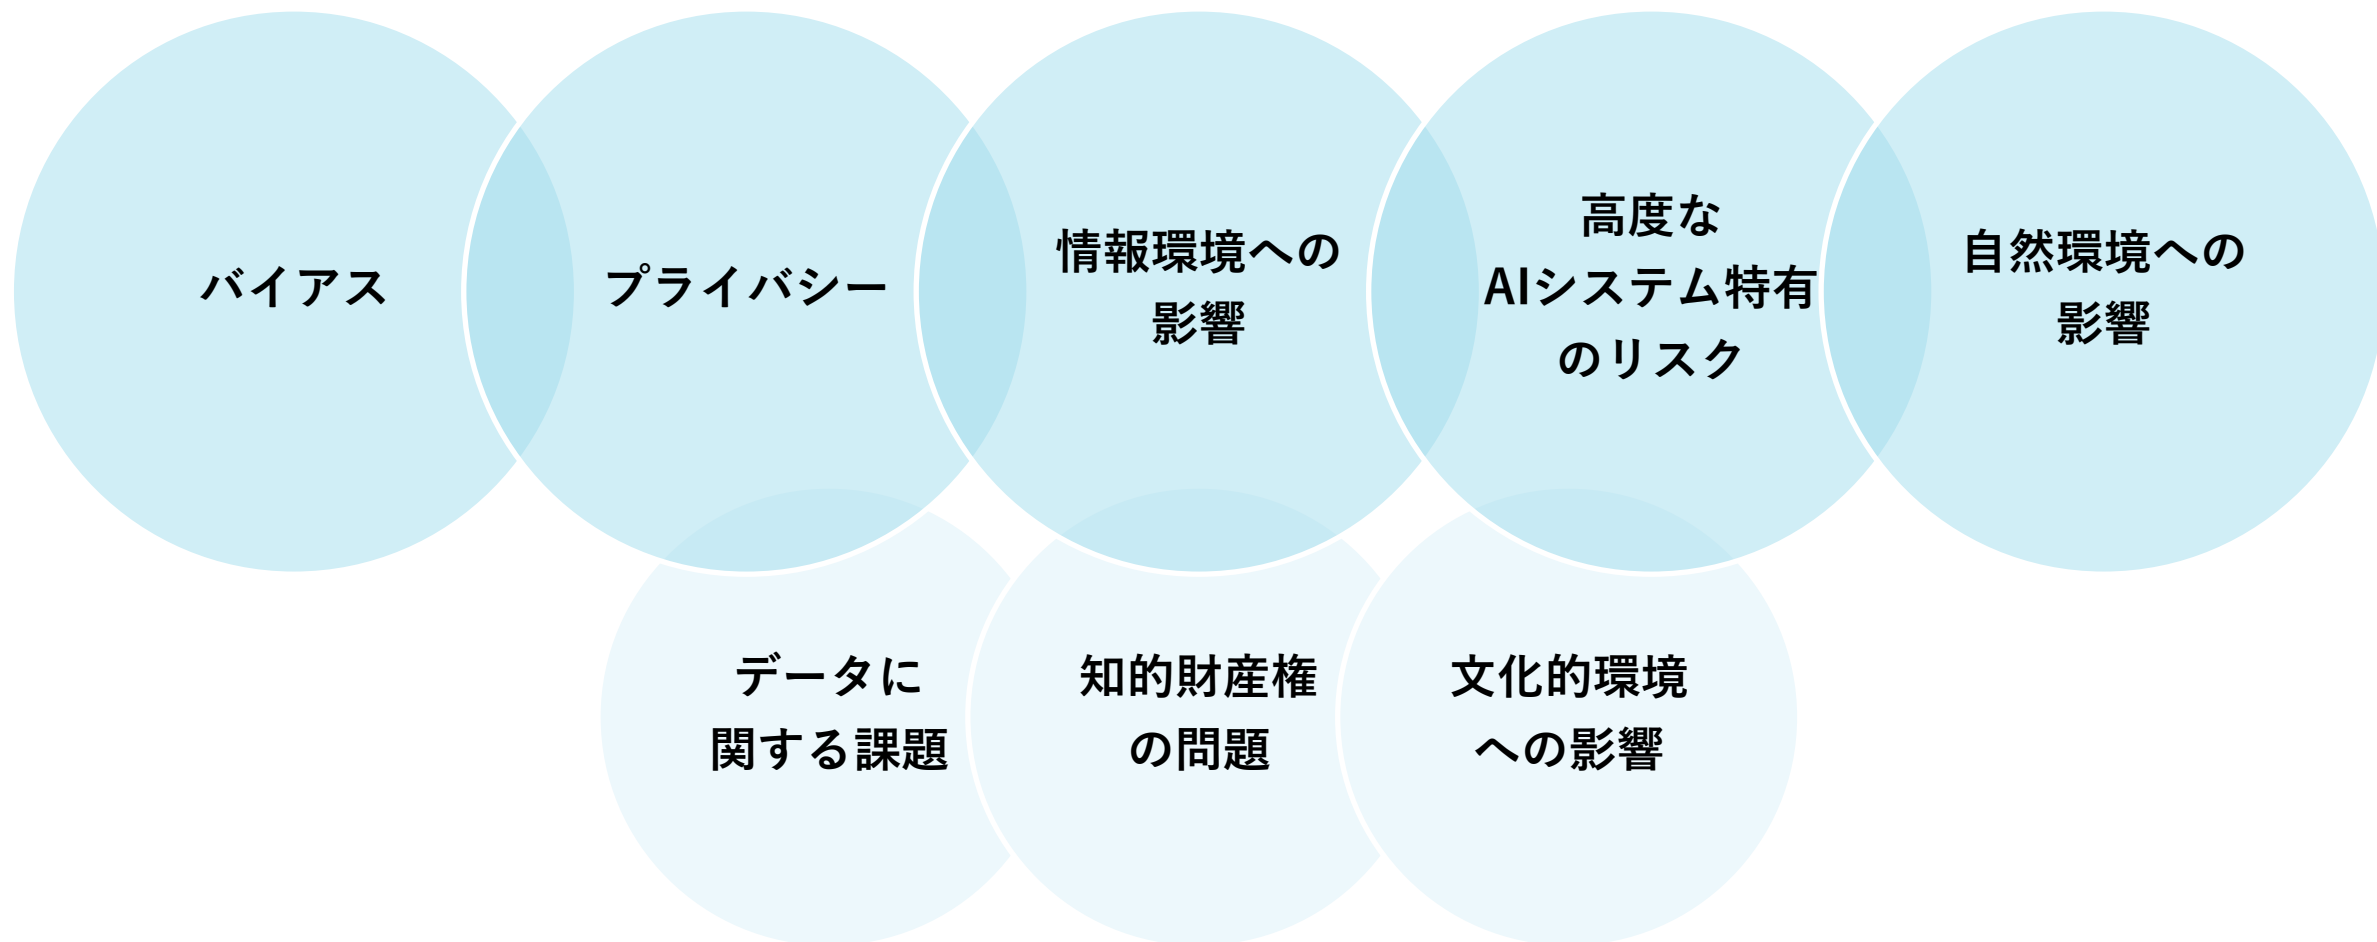 バイアス
プライバシー
情報環境への
影響
高度な
AIシステム特有
のリスク
自然環境への
影響
データに
関する課題
知的財産権
の問題
文化的環境
への影響